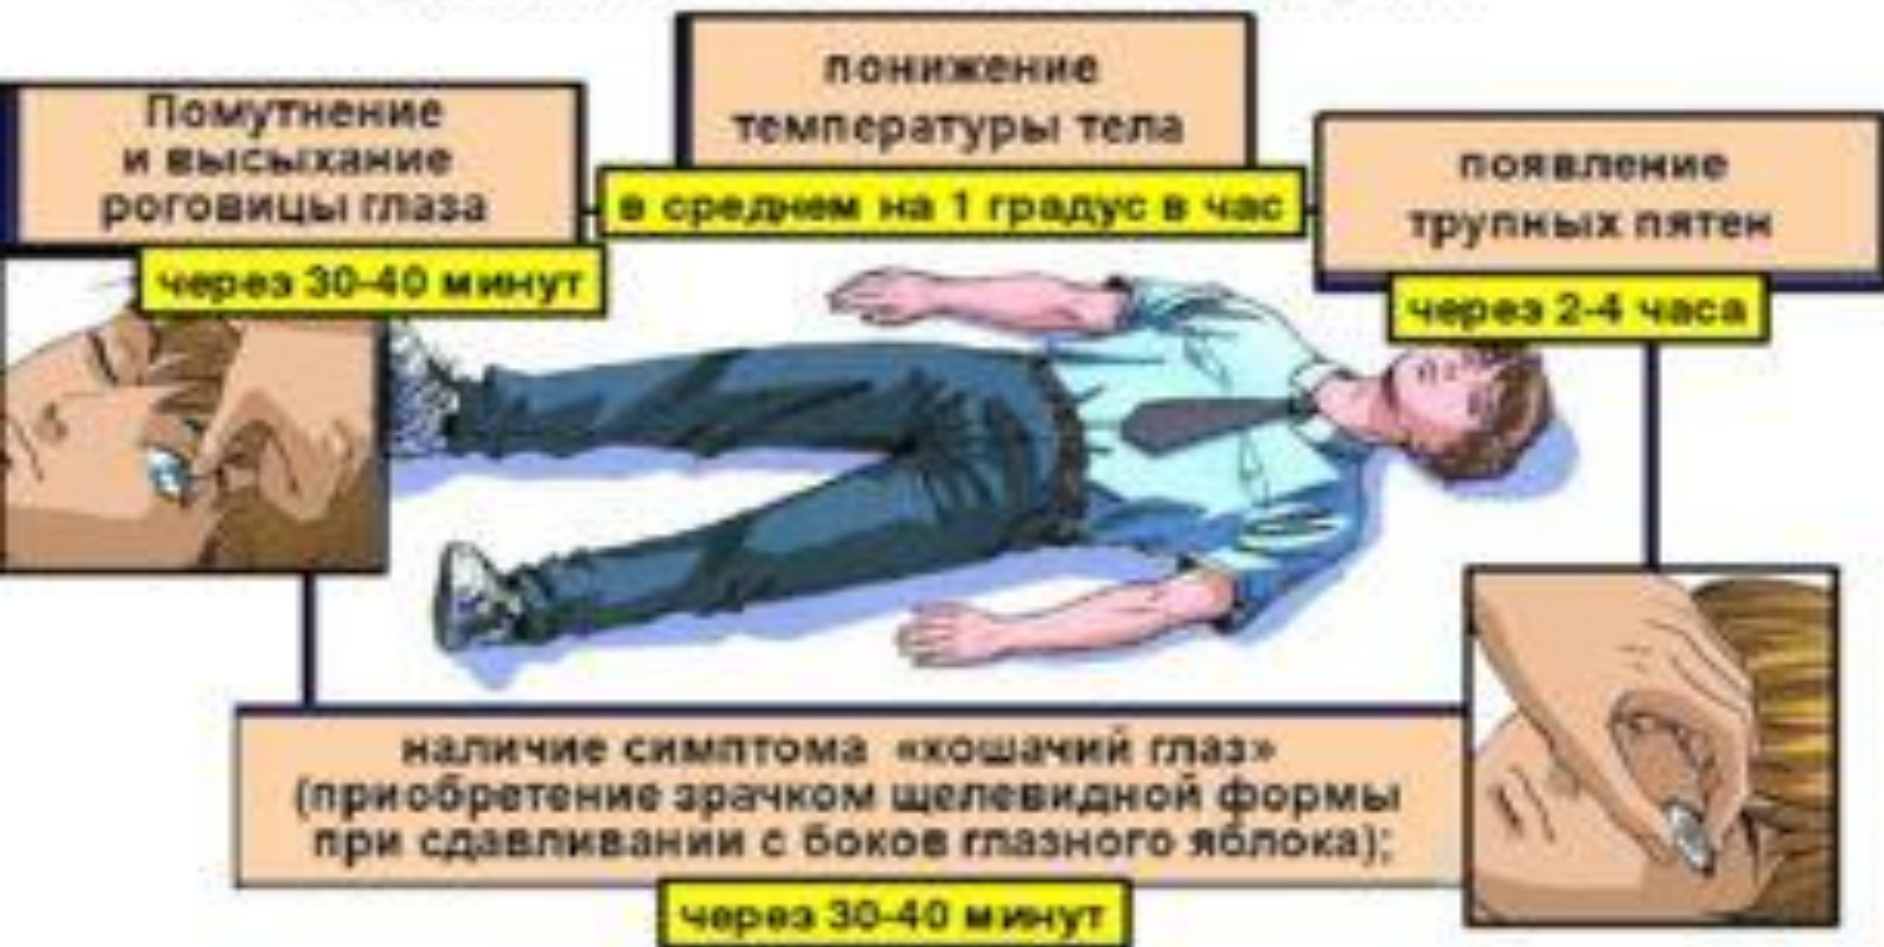 Помутнение
и высыхание
роговицы глаза
через 30-40 минут
понижение
температуры тела
в среднем на 1 градус в час
появление
трупных пятен
через 2-4 часа
наличие симптома «кошачий глаз»
(приобретение зрачком щелевидной формы
при сдавливании с боков глазного яблока);
через 30-40 минут